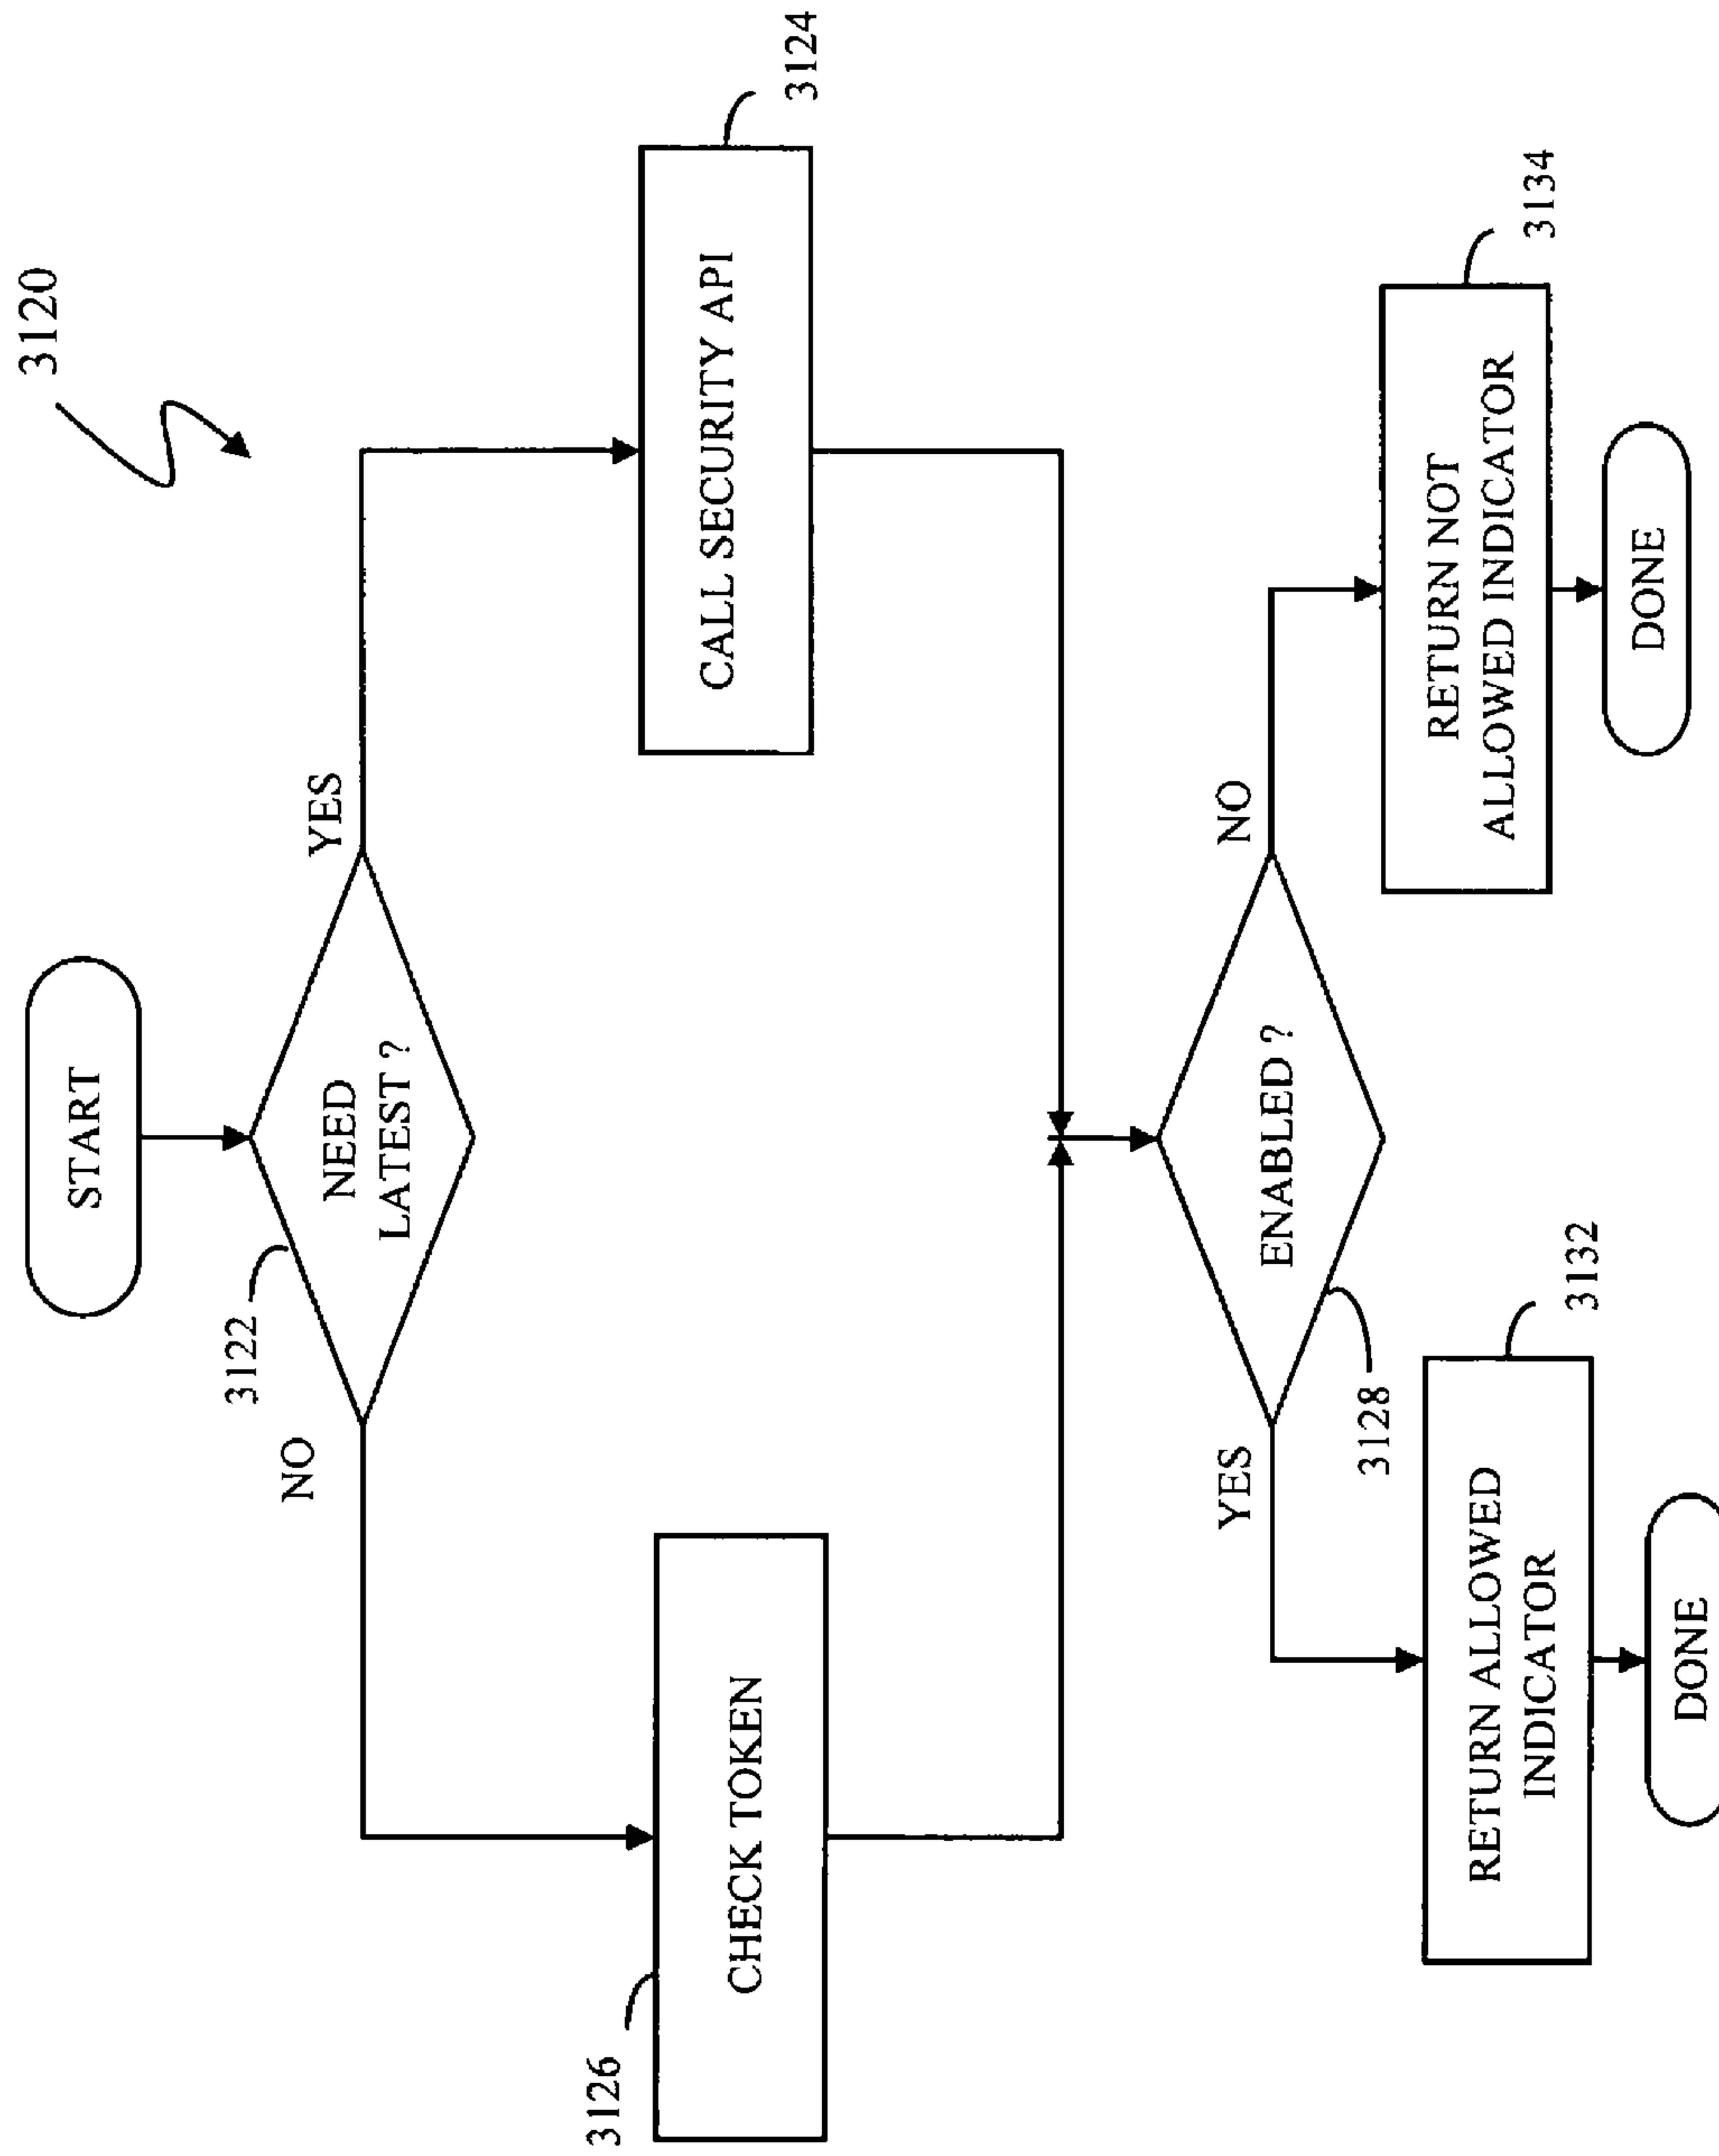 3120
START
3122
NEED
LATEST ?
NO
YES
3126
CHECK TOKEN
CALL SECURITY API
3124
YES
ENABLED ?
NO
3128
RETURN ALLOWED
INDICATOR
3132
RETURN NOT
ALLOWED INDICATOR
3134
DONE
DONE